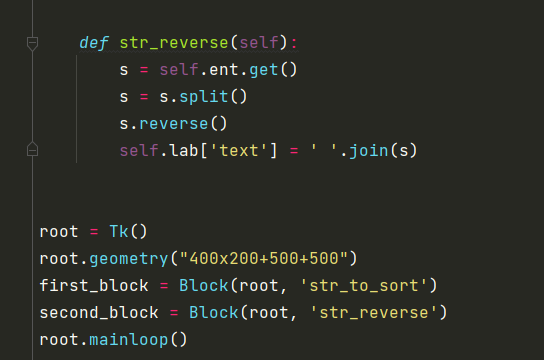 def str_reverse(self):
s = self.ent.get()
s = s.split()
s.reverse()
self.lab['text'] = ' '.join(s)
root = Tk()
root.geometry("400x200+500+500")
first_block = Block(root, 'str_to_sort')
second_block = Block(root, 'str_reverse')
root.mainloop()